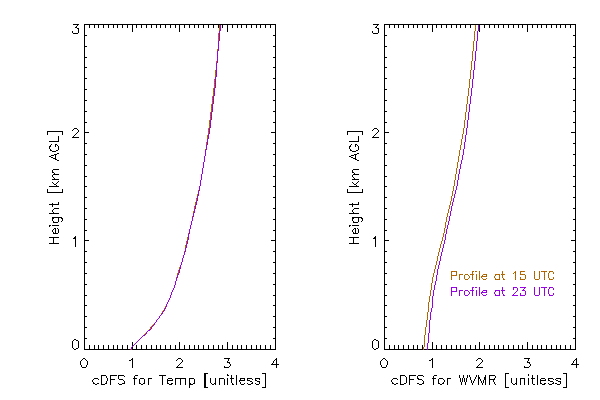 3
2
1
0
Height [km AGL]
0 1 2 3 4
cDFS for Temp [unitless]
3
2
1
0
Height [km AGL]
Profile at 15 UTC
Profile at 23 UTC
0 1 2 3 4
cDFS for WVMR [unitless]